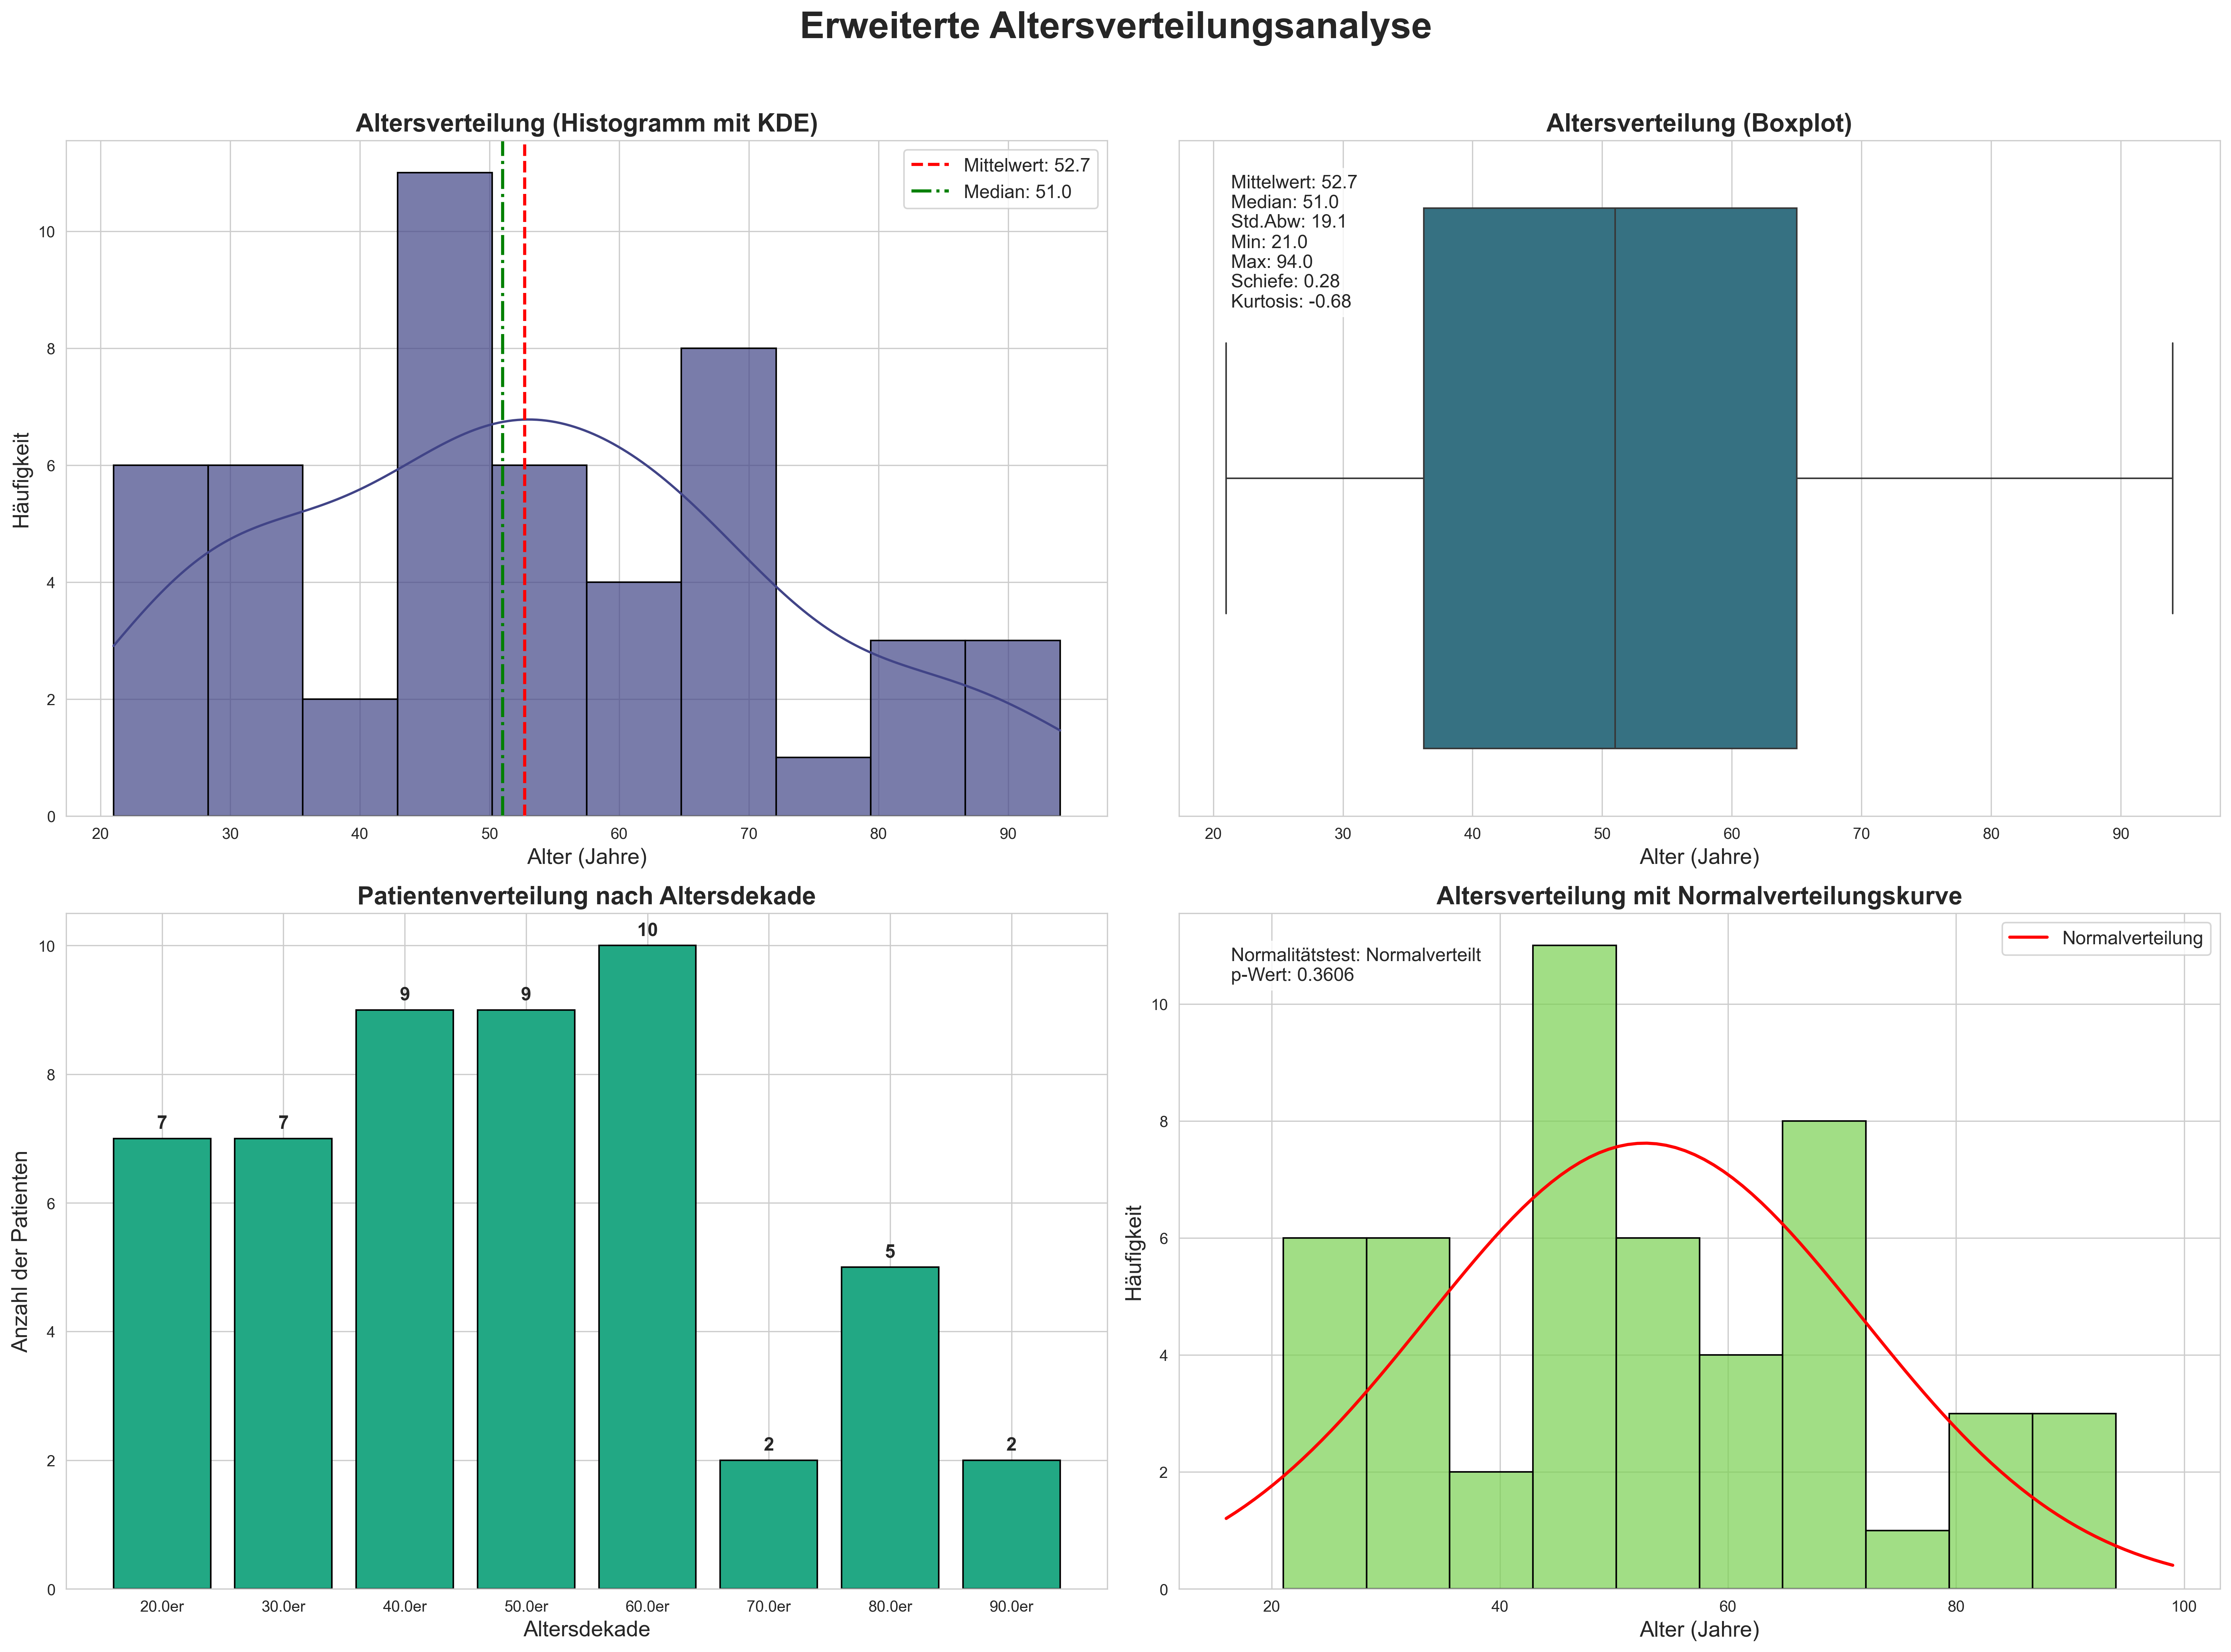 Erweiterte Altersverteilungsanalyse
Altersverteilung (Histogramm mit KDE)
Mittelwert: 52.7
Median: 51.0
Häufigkeit
10
8
6
4
2
0
20 30 40 50 60 70 80 90
Alter (Jahre)
Altersverteilung (Boxplot)
Mittelwert: 52.7
Median: 51.0
Std.Abw: 19.1
Min: 21.0
Max: 94.0
Schiefe: 0.28
Kurtosis: -0.68
20 30 40 50 60 70 80 90
Alter (Jahre)
Patientenverteilung nach Altersdekade
Anzahl der Patienten
10
8
6
4
2
0
7 7 9 9 10 2 5 2
20.0er 30.0er 40.0er 50.0er 60.0er 70.0er 80.0er 90.0er
Altersdekade
Altersverteilung mit Normalverteilungskurve
Normalitätstest: Normalverteilt
p-Wert: 0.3606
Normalverteilung
Häufigkeit
10
8
6
4
2
0
20 40 60 80 100
Alter (Jahre)